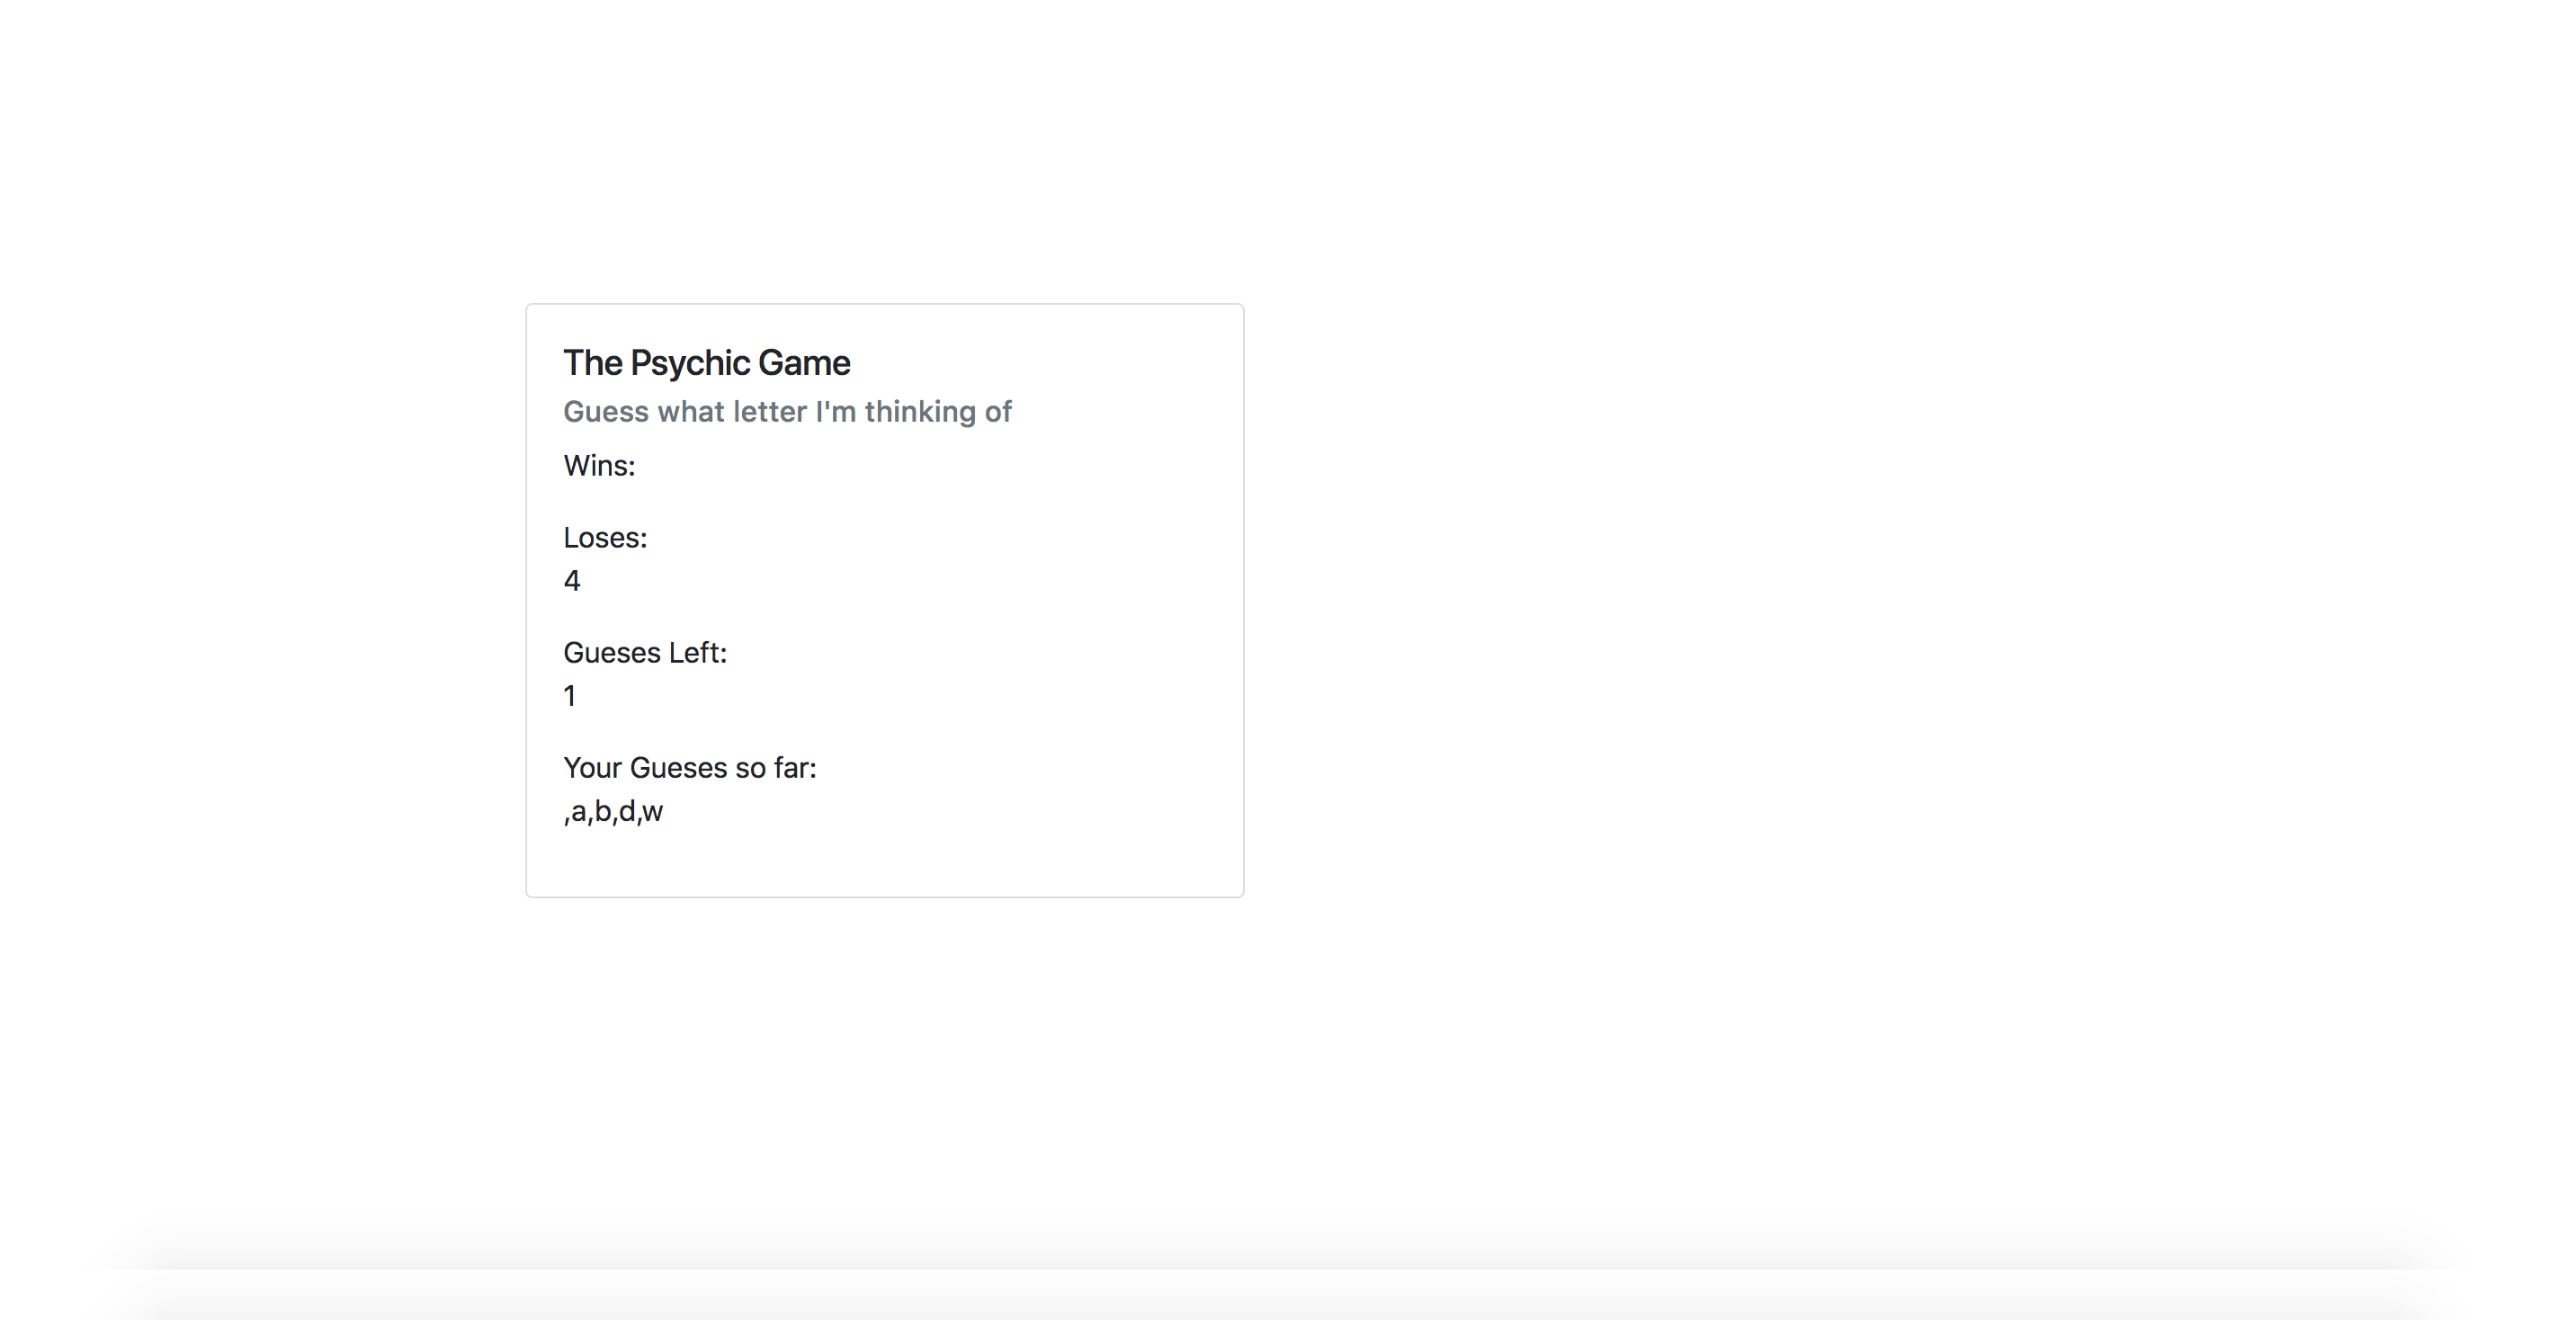 The Psychic Game
Guess what letter I'm thinking of
Wins:
Loses:
4
Gueses Left:
1
Your Gueses so far:
,a,b,d,w